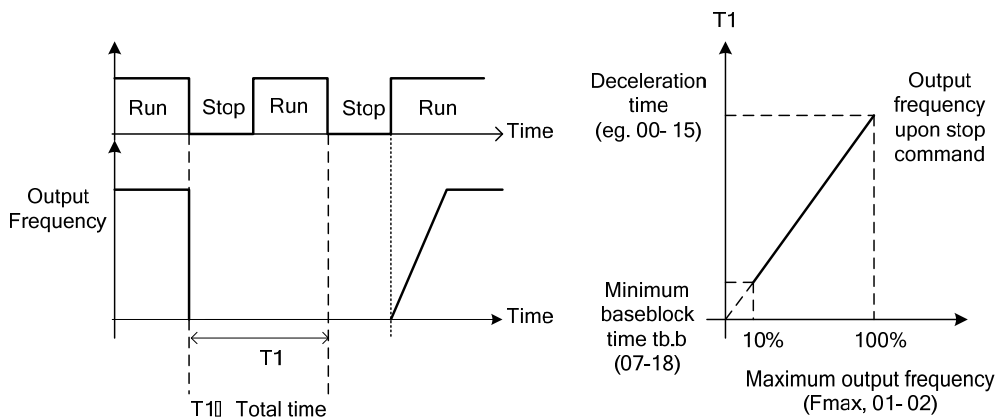 Run
Stop
Run
Stop
Run
Time
Output
Frequency
Time
T1
T1▯ Total time
T1
Deceleration
time
(eg. 00- 15)
Output
frequency
upon stop
command
Minimum
baseblock
time tb.b
(07-18)
10%
100%
Maximum output frequency
(Fmax, 01- 02)